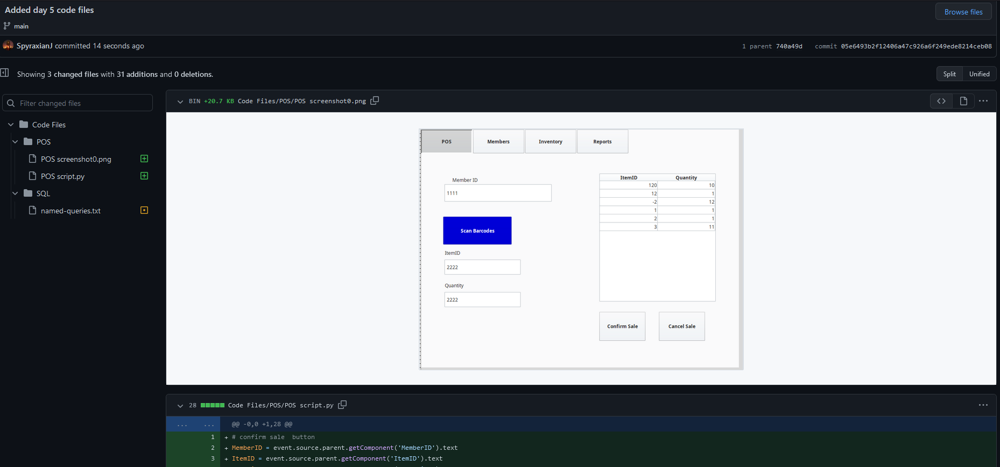 Added day 5 code files
Browse files
main
SpyraxianJ committed 14 seconds ago
1 parent 740a49d commit 05e6493b2f12406a47c926a6f249ede8214ceb08
Showing 3 changed files with 31 additions and 0 deletions.
Split Unified
Filter changed files
Code Files
POS
POS screenshot0.png
POS script.py
SQL
named-queries.txt
BIN +20.7 KB Code Files/POS/POS screenshot0.png
POS Members Inventory Reports
Member ID
1111
Scan Barcodes
ItemID
2222
Quantity
2222
ItemID Quantity
120 10
12 1
-2 12
1 1
2 1
3 11
Confirm Sale Cancel Sale
28 Code Files/POS/POS script.py
... ... @@ -0,0 +1,28 @@
1 + # confirm sale  button
2 + MemberID = event.source.parent.getComponent('MemberID').text
3 + ItemID = event.source.parent.getComponent('ItemID').text